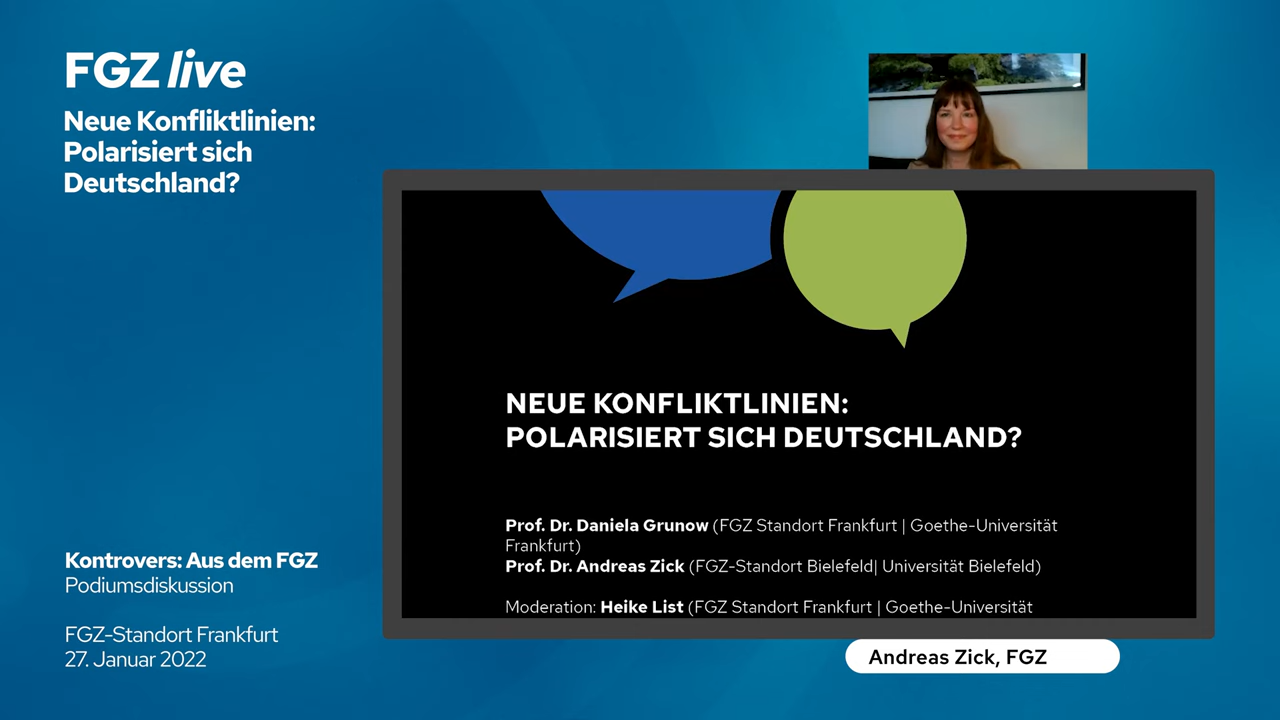 FGZ live
Neue Konfliktlinien:
Polarisiert sich
Deutschland?
NEUE KONFLIKTLINIEN:
POLARISIERT SICH DEUTSCHLAND?
Prof. Dr. Daniela Grunow (FGZ Standort Frankfurt | Goethe-Universität
Frankfurt)
Prof. Dr. Andreas Zick (FGZ-Standort Bielefeld| Universität Bielefeld)
Moderation: Heike List (FGZ Standort Frankfurt | Goethe-Universität
Kontrovers: Aus dem FGZ
Podiumsdiskussion
FGZ-Standort Frankfurt
27. Januar 2022
Andreas Zick, FGZ